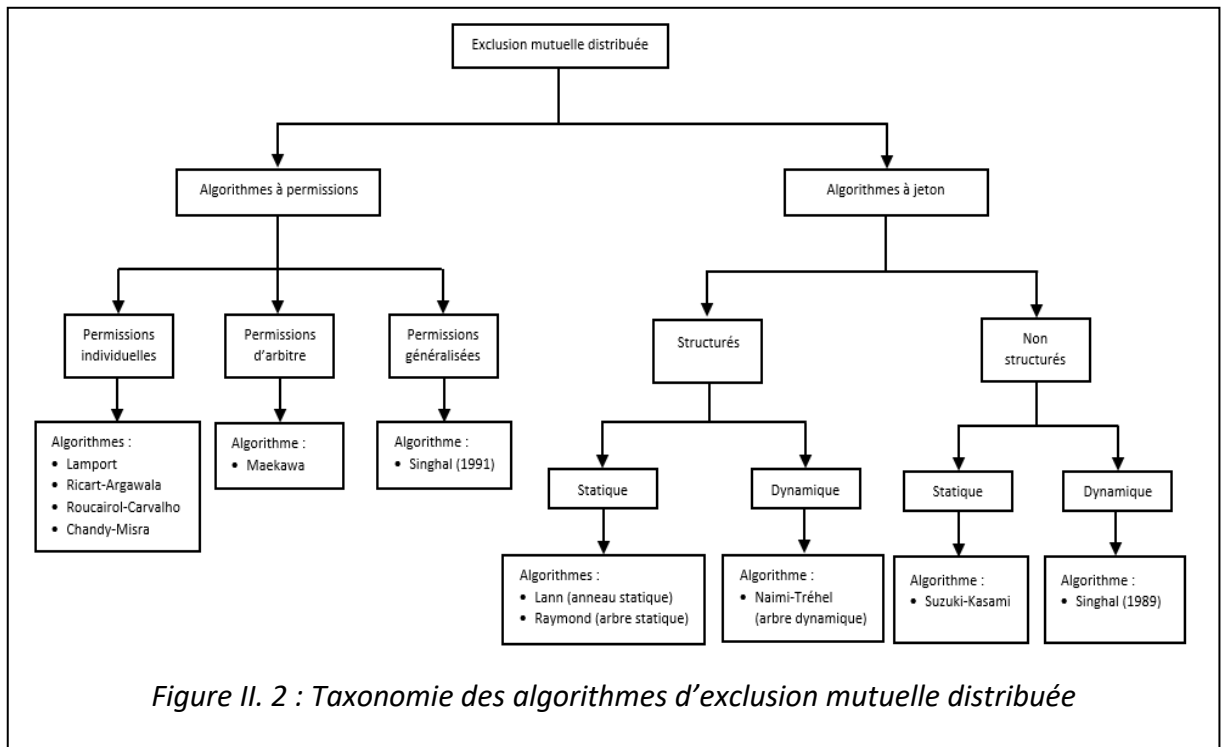 Exclusion mutuelle distribuée
Algorithmes à permissions
Algorithmes à jeton
Permissions
individuelles
Permissions
d'arbitre
Permissions
généralisées
Structurés
Non
structurés
Algorithmes :
• Lamport
• Ricart-Argawala
• Roucairol-Carvalho
• Chandy-Misra
Algorithme :
• Maekawa
Algorithme :
• Singhal (1991)
Statique
Dynamique
Statique
Dynamique
Algorithmes :
• Lann (anneau statique)
• Raymond (arbre statique)
Algorithme :
• Naimi-Tréhel
(arbre dynamique)
Algorithme :
• Suzuki-Kasami
Algorithme :
• Singhal (1989)
Figure II. 2 : Taxonomie des algorithmes d'exclusion mutuelle distribuée